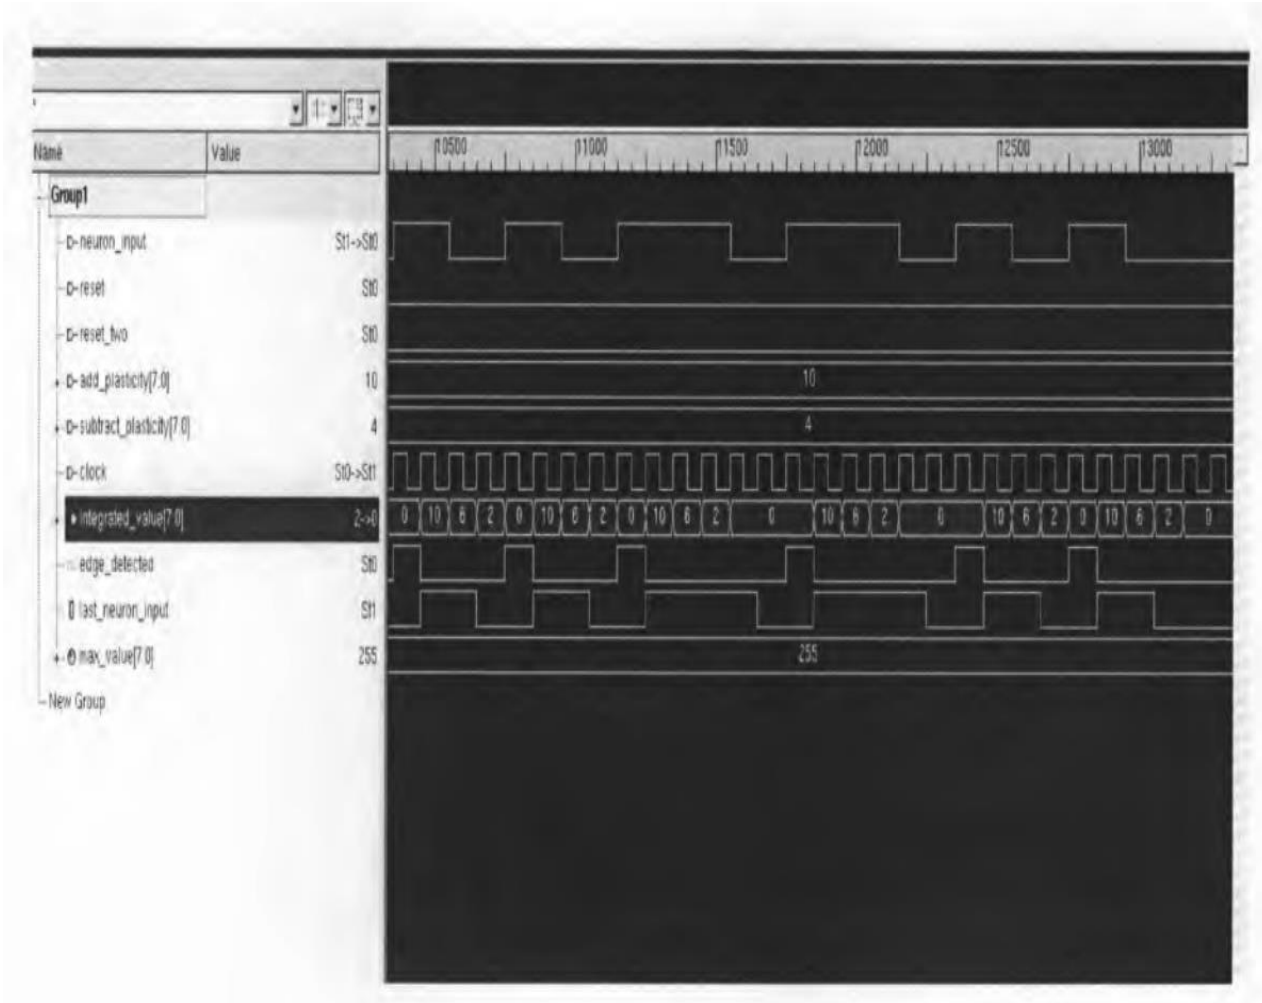 10500 11000 11500 12000 12500 13000
Name Value
Group1
neuron_input St1->St0
reset St0
reset_two St0
add_plasticity[7:0] 10 10
subtract_plasticity[7:0] 4 4
clock St0->St1
integrated_value[7:0] 2->0 0 10 6 2 0 10 6 2 0 10 6 2 0 10 6 2 0 10 6 2 0 10 6 2 0
edge_detected St0
last_neuron_input St1
max_value[7:0] 255 255
New Group